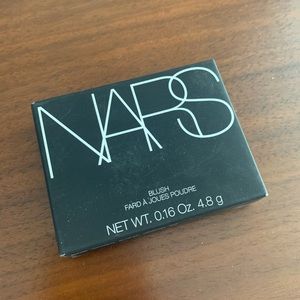 NARS
BLUSH
FARD À JOUES POUDRE
NET WT. 0.16 Oz. 4.8 g